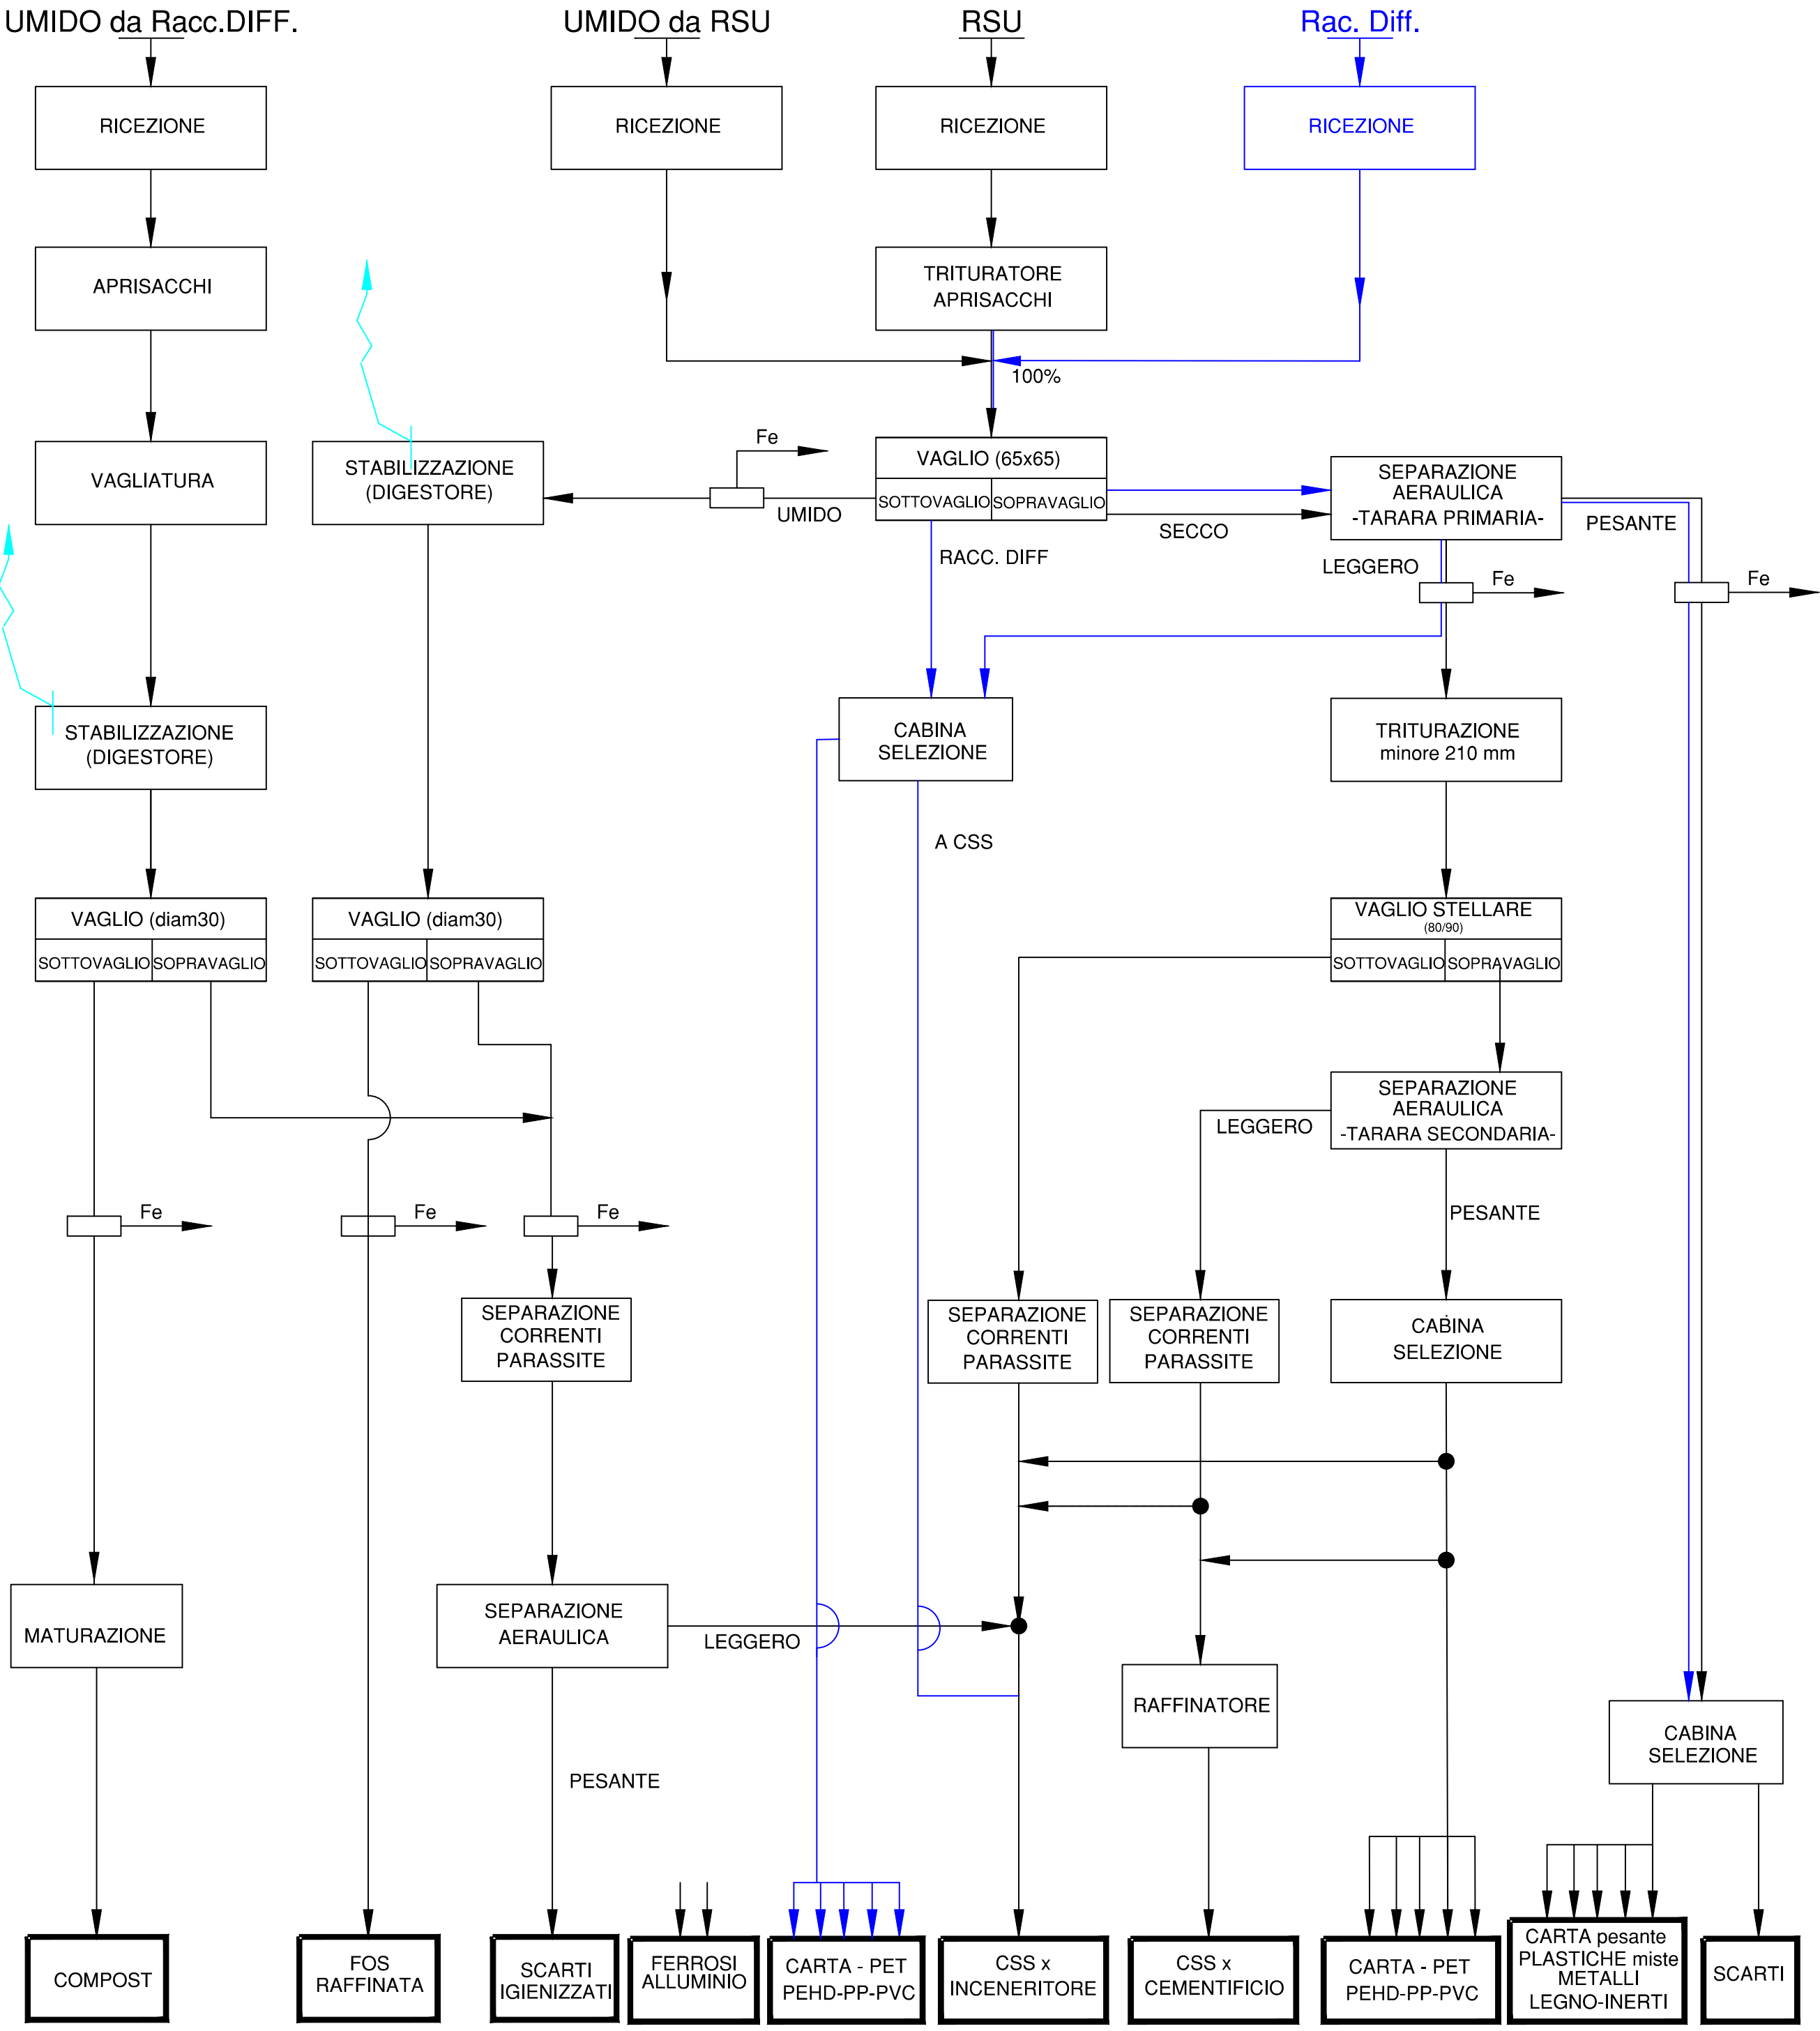 UMIDO da Racc.DIFF.
UMIDO da RSU
RSU
Rac. Diff.
RICEZIONE
RICEZIONE
RICEZIONE
RICEZIONE
APRISACCHI
TRITURATORE
APRISACCHI
100%
VAGLIATURA
STABILIZZAZIONE
(DIGESTORE)
Fe
UMIDO
VAGLIO (65x65)
SOTTOVAGLIO
SOPRAVAGLIO
SECCO
RACC. DIFF
SEPARAZIONE
AERAULICA
-TARARA PRIMARIA-
PESANTE
LEGGERO
Fe
Fe
STABILIZZAZIONE
(DIGESTORE)
CABINA
SELEZIONE
TRITURAZIONE
minore 210 mm
A CSS
VAGLIO (diam30)
SOTTOVAGLIO
SOPRAVAGLIO
VAGLIO (diam30)
SOTTOVAGLIO
SOPRAVAGLIO
VAGLIO STELLARE
(80/90)
SOTTOVAGLIO
SOPRAVAGLIO
SEPARAZIONE
AERAULICA
-TARARA SECONDARIA-
LEGGERO
PESANTE
Fe
Fe
Fe
SEPARAZIONE
CORRENTI
PARASSITE
SEPARAZIONE
CORRENTI
PARASSITE
SEPARAZIONE
CORRENTI
PARASSITE
CABINA
SELEZIONE
MATURAZIONE
SEPARAZIONE
AERAULICA
LEGGERO
PESANTE
RAFFINATORE
CABINA
SELEZIONE
COMPOST
FOS
RAFFINATA
SCARTI
IGIENIZZATI
FERROSI
ALLUMINIO
CARTA - PET
PEHD-PP-PVC
CSS x
INCENERITORE
CSS x
CEMENTIFICIO
CARTA - PET
PEHD-PP-PVC
CARTA pesante
PLASTICHE miste
METALLI
LEGNO-INERTI
SCARTI